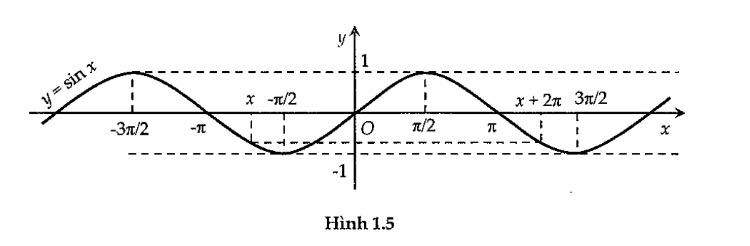 y
1
y = sin x
x -π/2 x + 2π 3π/2
-3π/2 -π O π/2 π x
-1
Hình 1.5